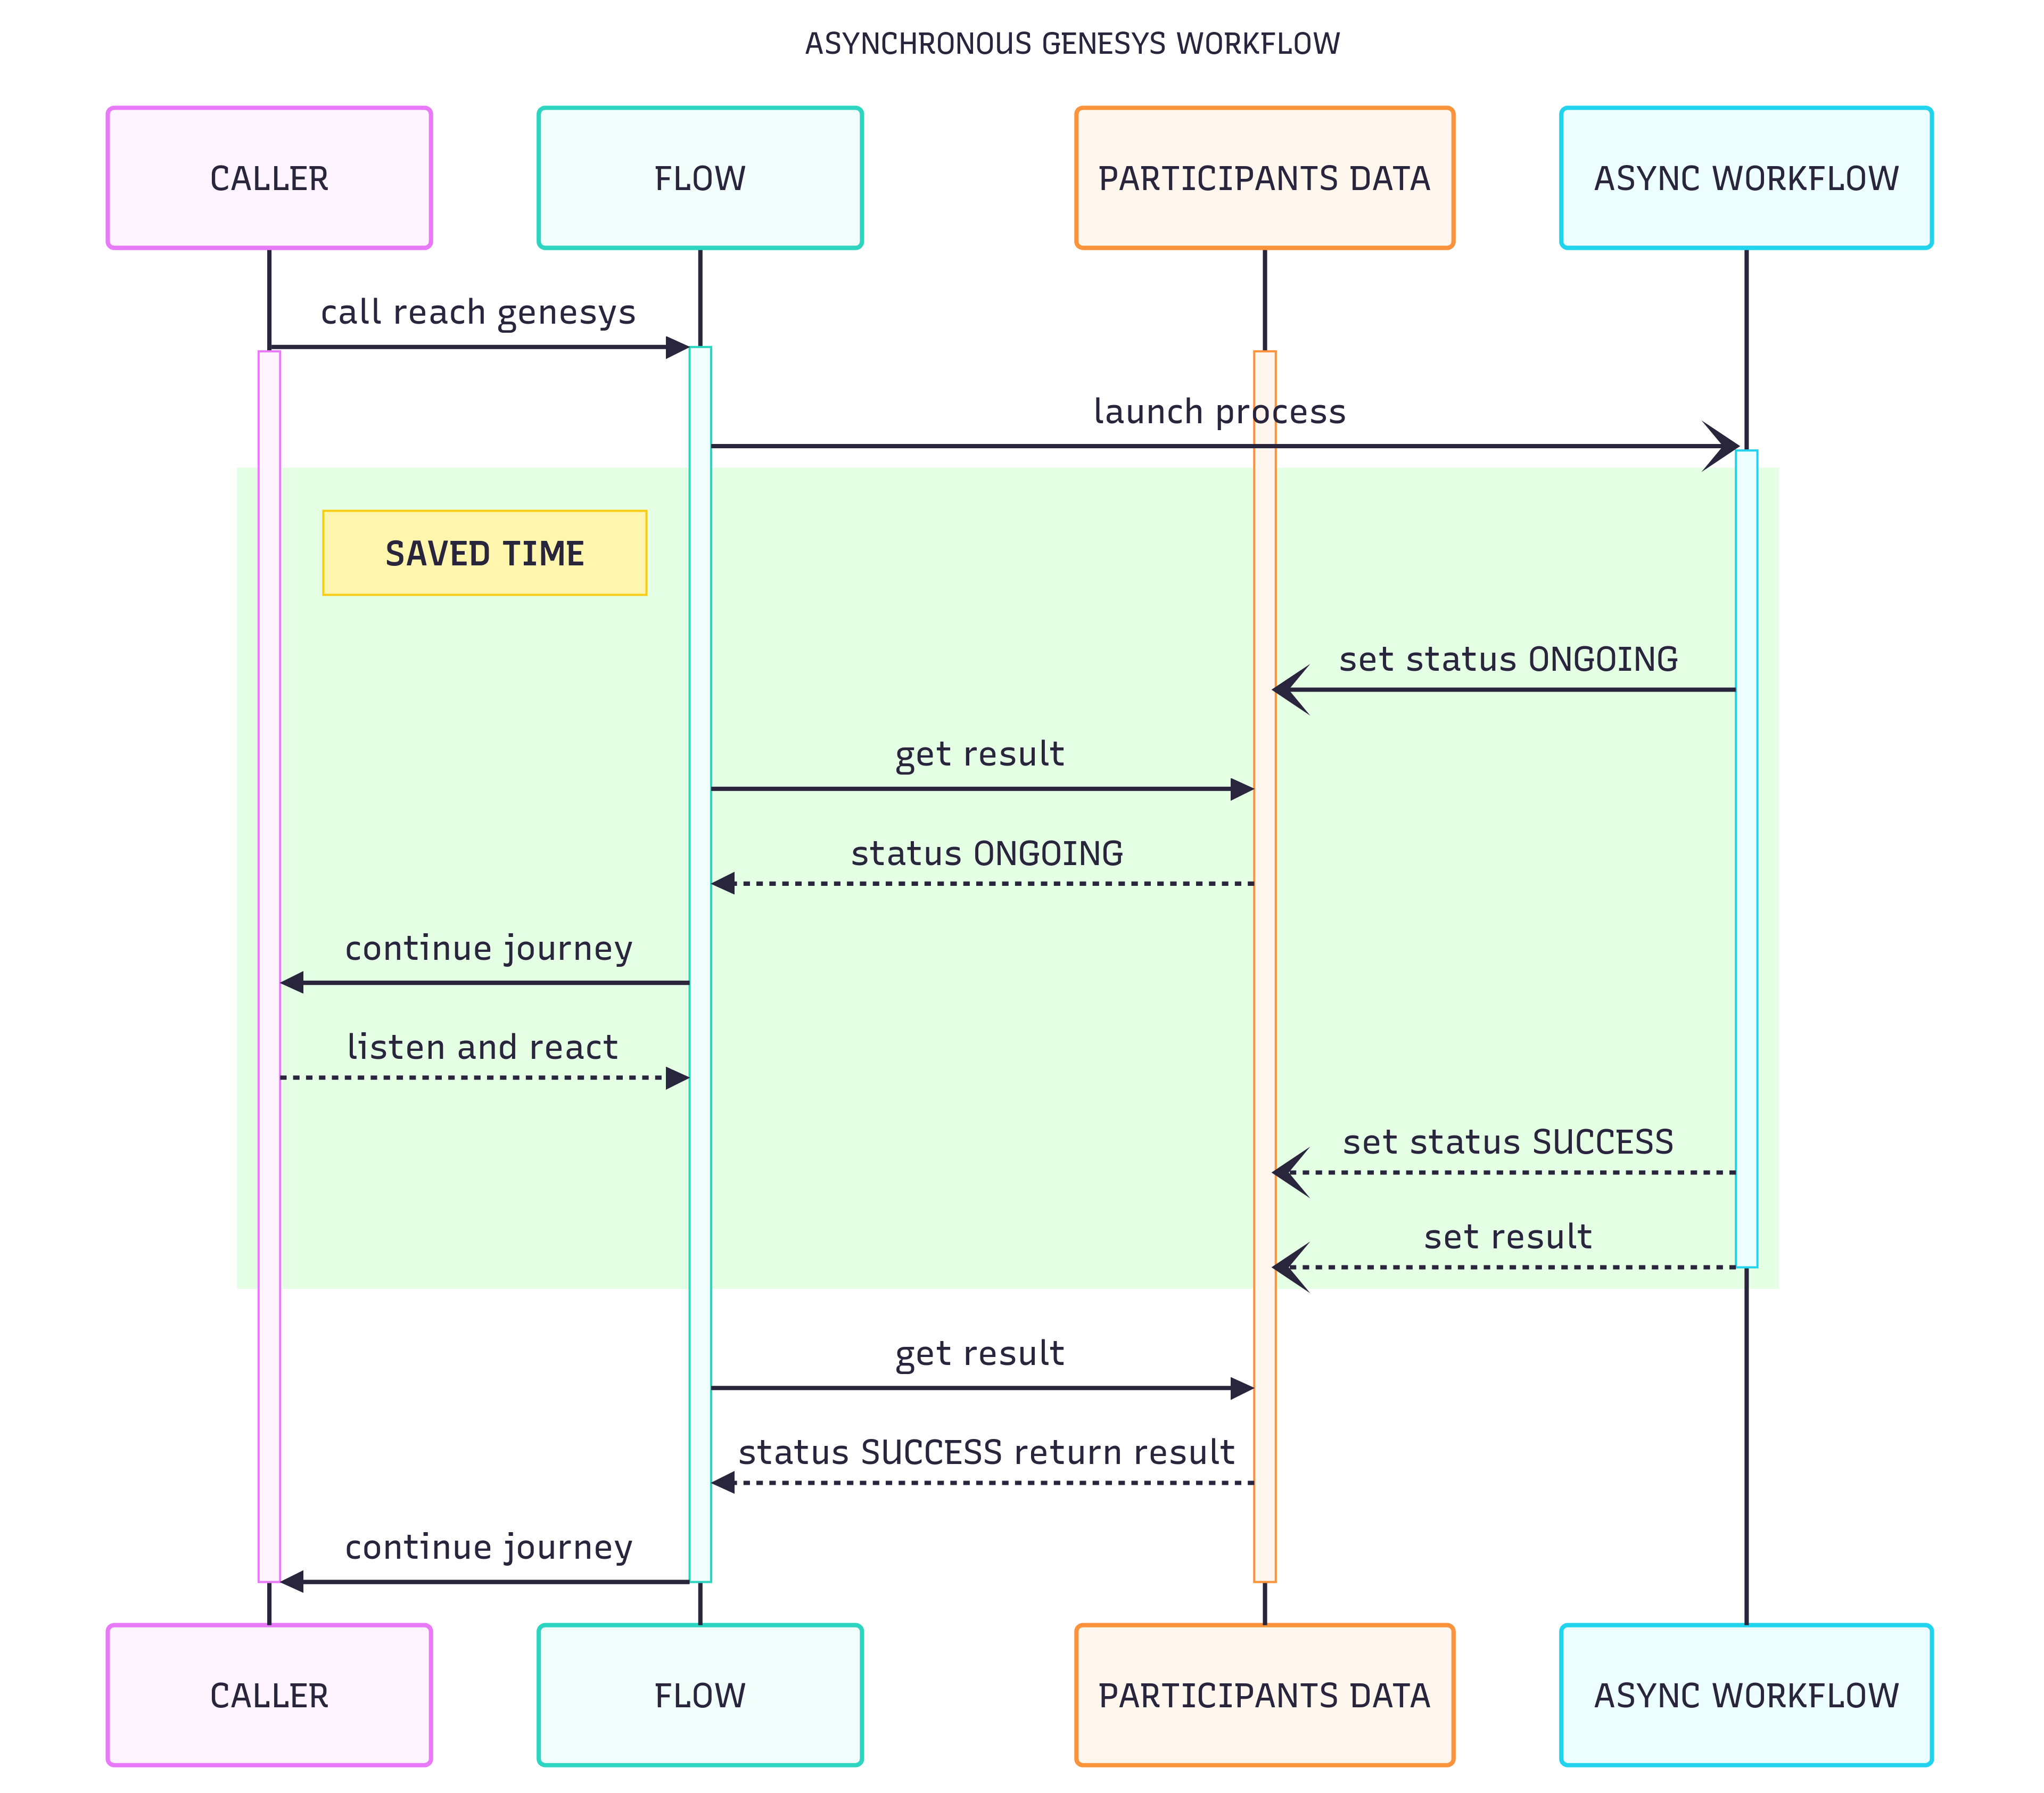 ASYNCHRONOUS GENESYS WORKFLOW
CALLER
FLOW
PARTICIPANTS DATA
ASYNC WORKFLOW
call reach genesys
launch process
SAVED TIME
set status ONGOING
get result
status ONGOING
continue journey
listen and react
set status SUCCESS
set result
get result
status SUCCESS return result
continue journey
CALLER
FLOW
PARTICIPANTS DATA
ASYNC WORKFLOW